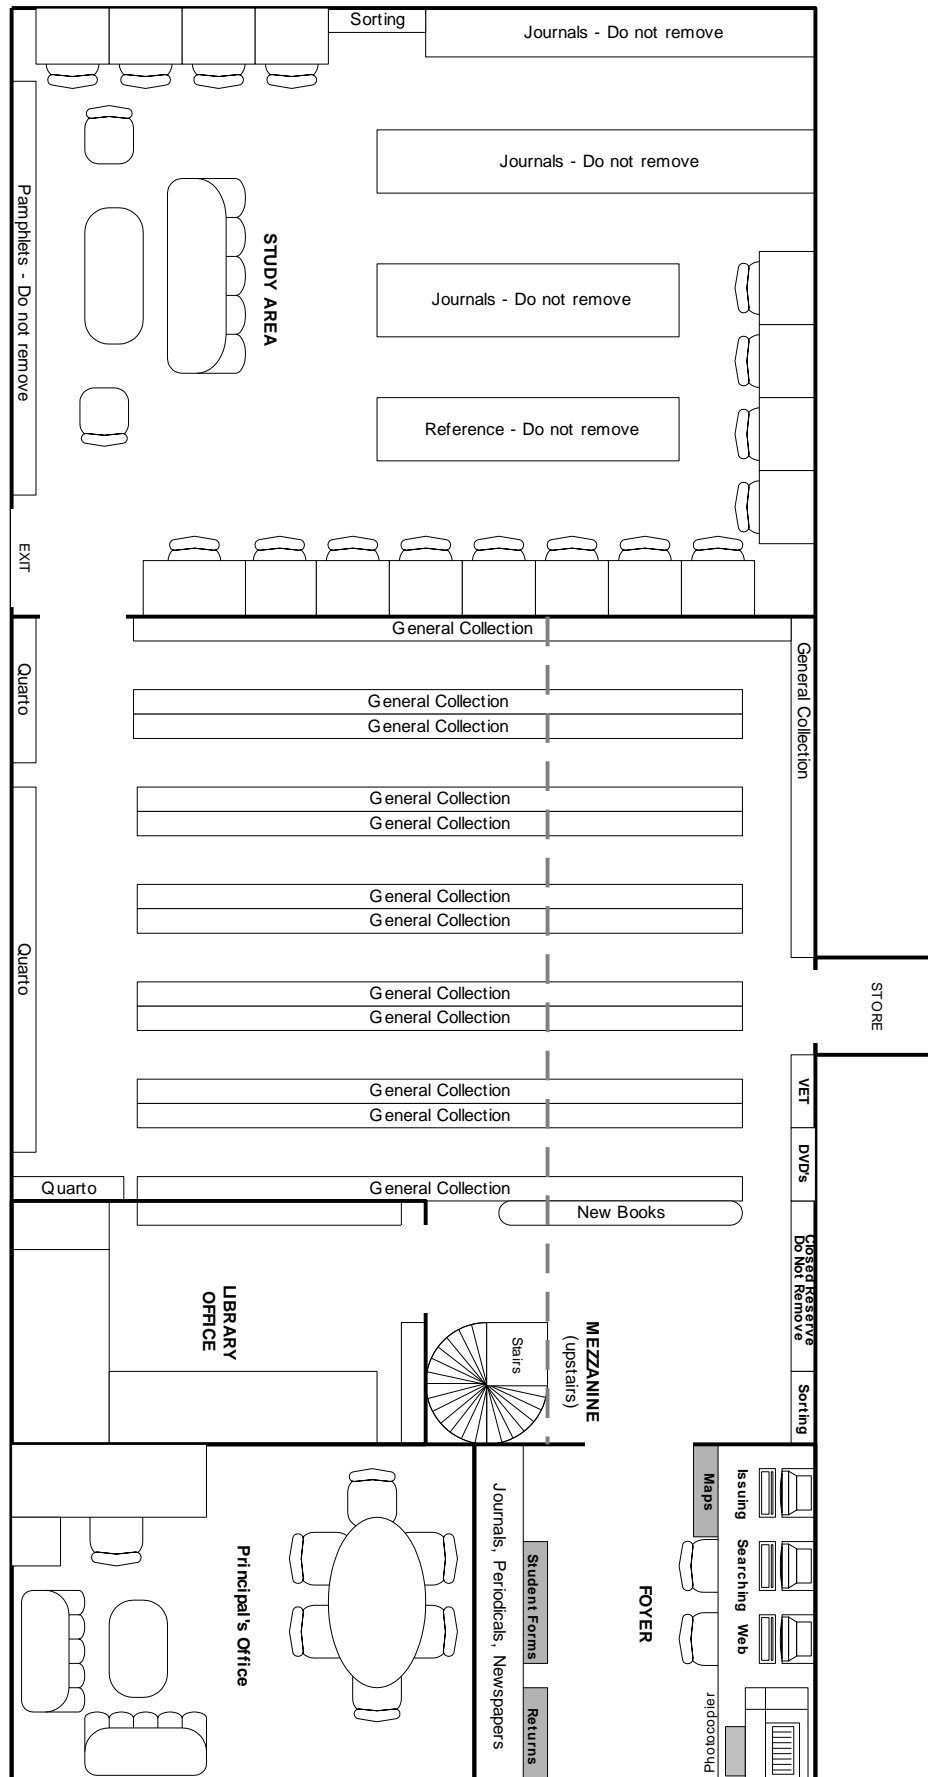 Sorting
Journals - Do not remove
Journals - Do not remove
Pamphlets - Do not remove
STUDY AREA
Journals - Do not remove
Reference - Do not remove
EXIT
General Collection
Quarto
General Collection
General Collection
General Collection
General Collection
General Collection
General Collection
General Collection
Quarto
General Collection
General Collection
STORE
General Collection
General Collection
VET
General Collection
DVD's
Quarto
General Collection
New Books
Closed Reserve
Do Not Remove
LIBRARY
OFFICE
Stairs
MEZZANINE
(upstairs)
Sorting
Maps
Issuing
Searching
Web
Journals, Periodicals, Newspapers
Student Forms
FOYER
Principal's Office
Returns
Photocopier